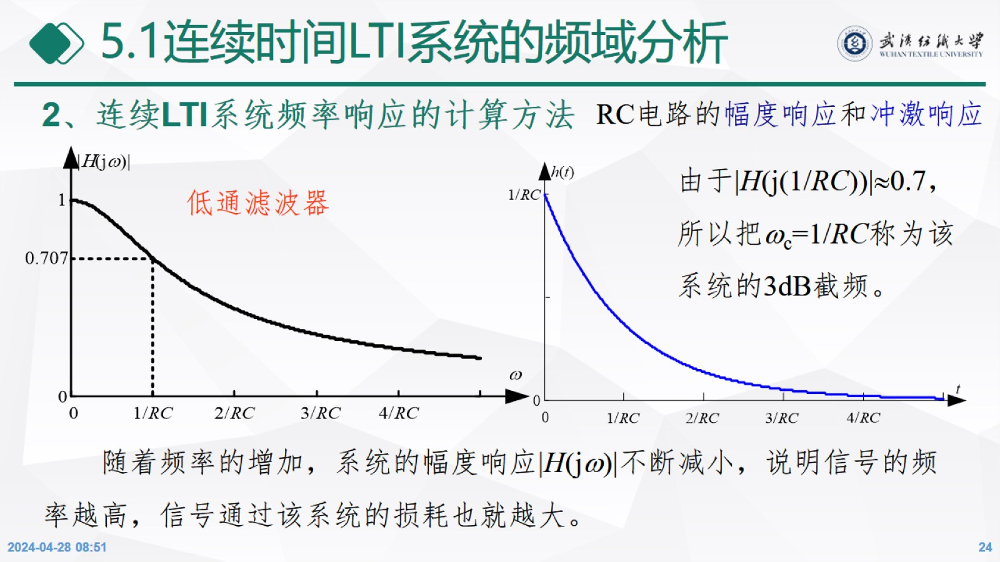 5.1连续时间LTI系统的频域分析
武汉纺织大学
WUHAN TEXTILE UNIVERSITY
2、连续LTI系统频率响应的计算方法
RC电路的幅度响应和冲激响应
|H(jω)|
低通滤波器
1
0.707
0
0
1/RC
2/RC
3/RC
4/RC
ω
h(t)
1/RC
0
0
1/RC
2/RC
3/RC
4/RC
t
由于|H(j(1/RC))|≈0.7，
所以把ωc=1/RC称为该
系统的3dB截频。
随着频率的增加，系统的幅度响应|H(jω)|不断减小，说明信号的频
率越高，信号通过该系统的损耗也就越大。
2024-04-28 08:51
24